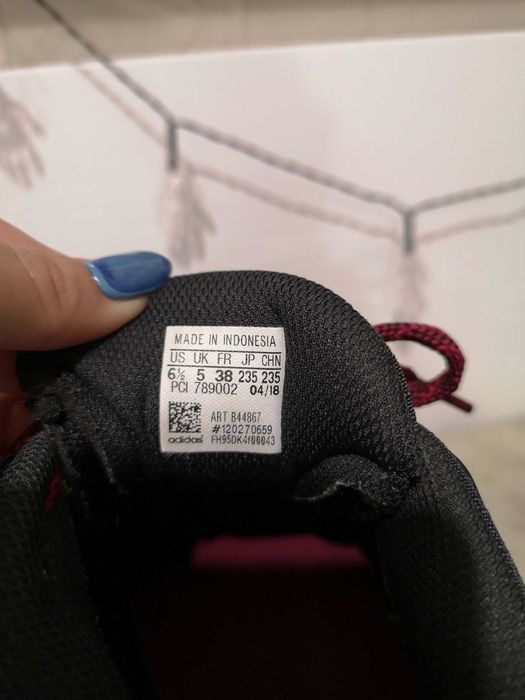 MADE IN INDONESIA
US UK FR JP CHN
6½ 5 38 235 235
PCI 789002 04/18
ART B44867
#120270659
adidas FH95DK4f00043